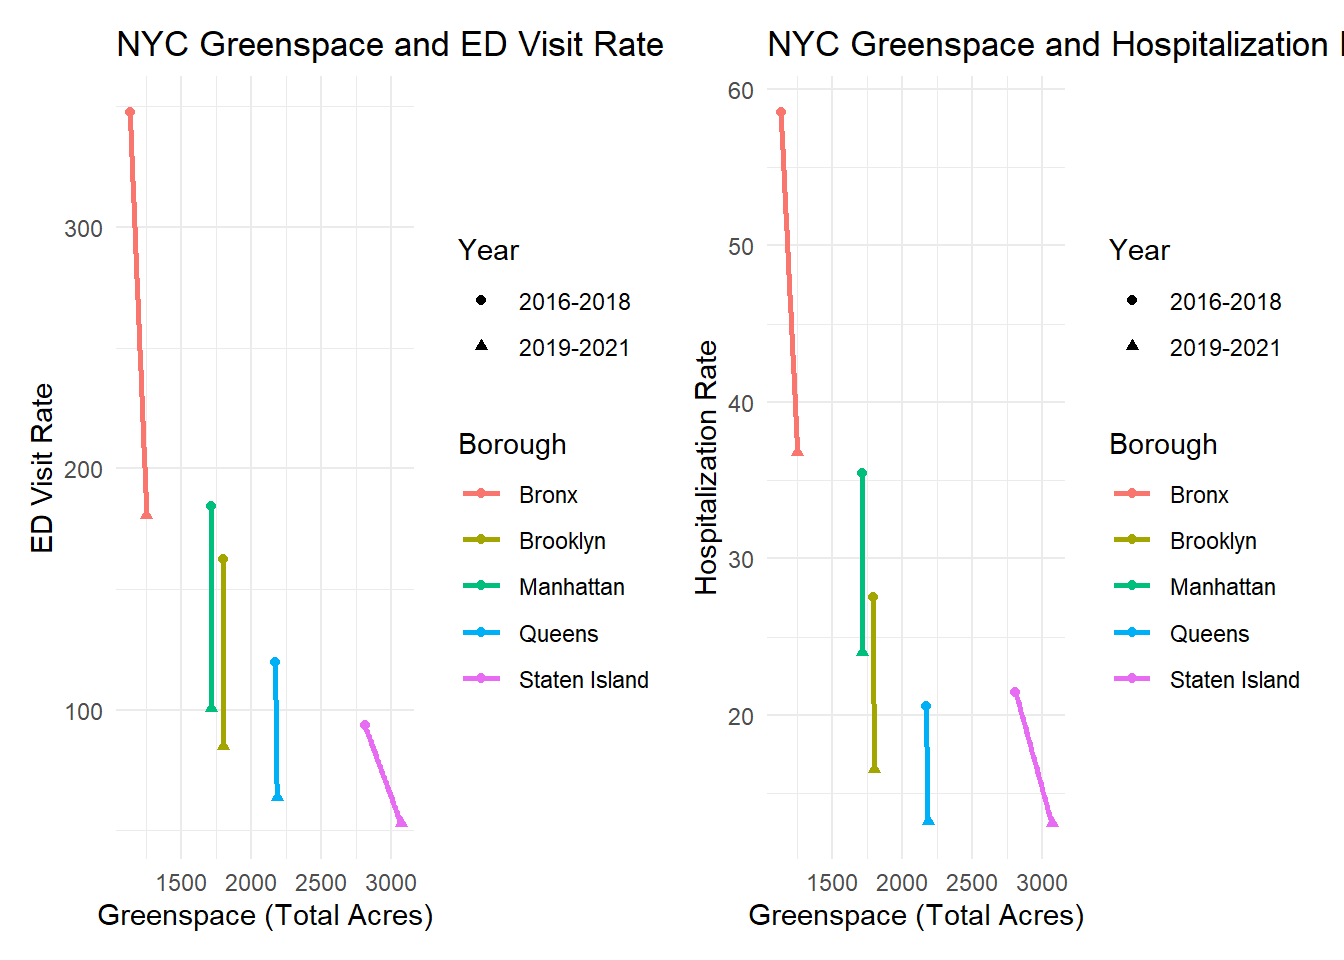 NYC Greenspace and ED Visit Rate
300
200
100
ED Visit Rate
1500 2000 2500 3000
Greenspace (Total Acres)
Year
2016-2018
2019-2021
Borough
Bronx
Brooklyn
Manhattan
Queens
Staten Island
NYC Greenspace and Hospitalization
60
50
40
30
20
Hospitalization Rate
1500 2000 2500 3000
Greenspace (Total Acres)
Year
2016-2018
2019-2021
Borough
Bronx
Brooklyn
Manhattan
Queens
Staten Island